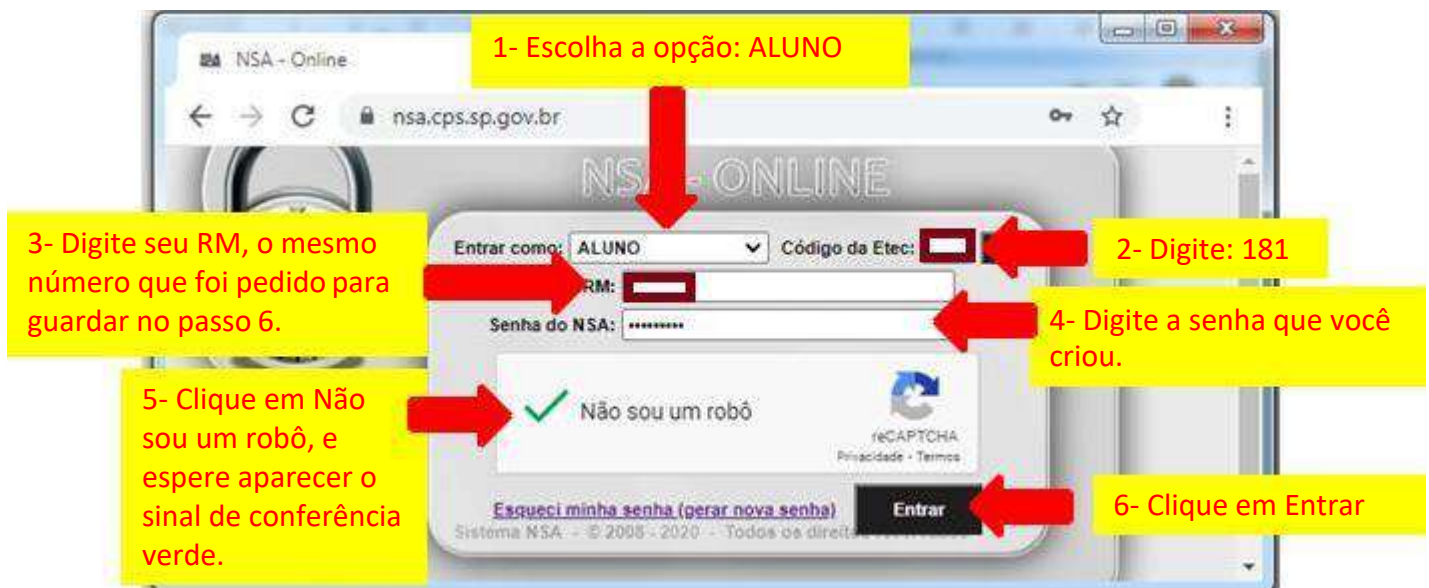 1- Escolha a opção: ALUNO
NSA - Online
nsa.cps.sp.gov.br
NSA - ONLINE
3- Digite seu RM, o mesmo
número que foi pedido para
guardar no passo 6.
Entrar como: ALUNO Código da Etec:
2- Digite: 181
RM:
Senha do NSA: •••••••••
4- Digite a senha que você
criou.
5- Clique em Não
sou um robô, e
espere aparecer o
sinal de conferência
verde.
Não sou um robô
reCAPTCHA
Privacidade - Termos
Esqueci minha senha (gerar nova senha) Entrar
6- Clique em Entrar
Sistema NSA - © 2008 - 2020 - Todos os